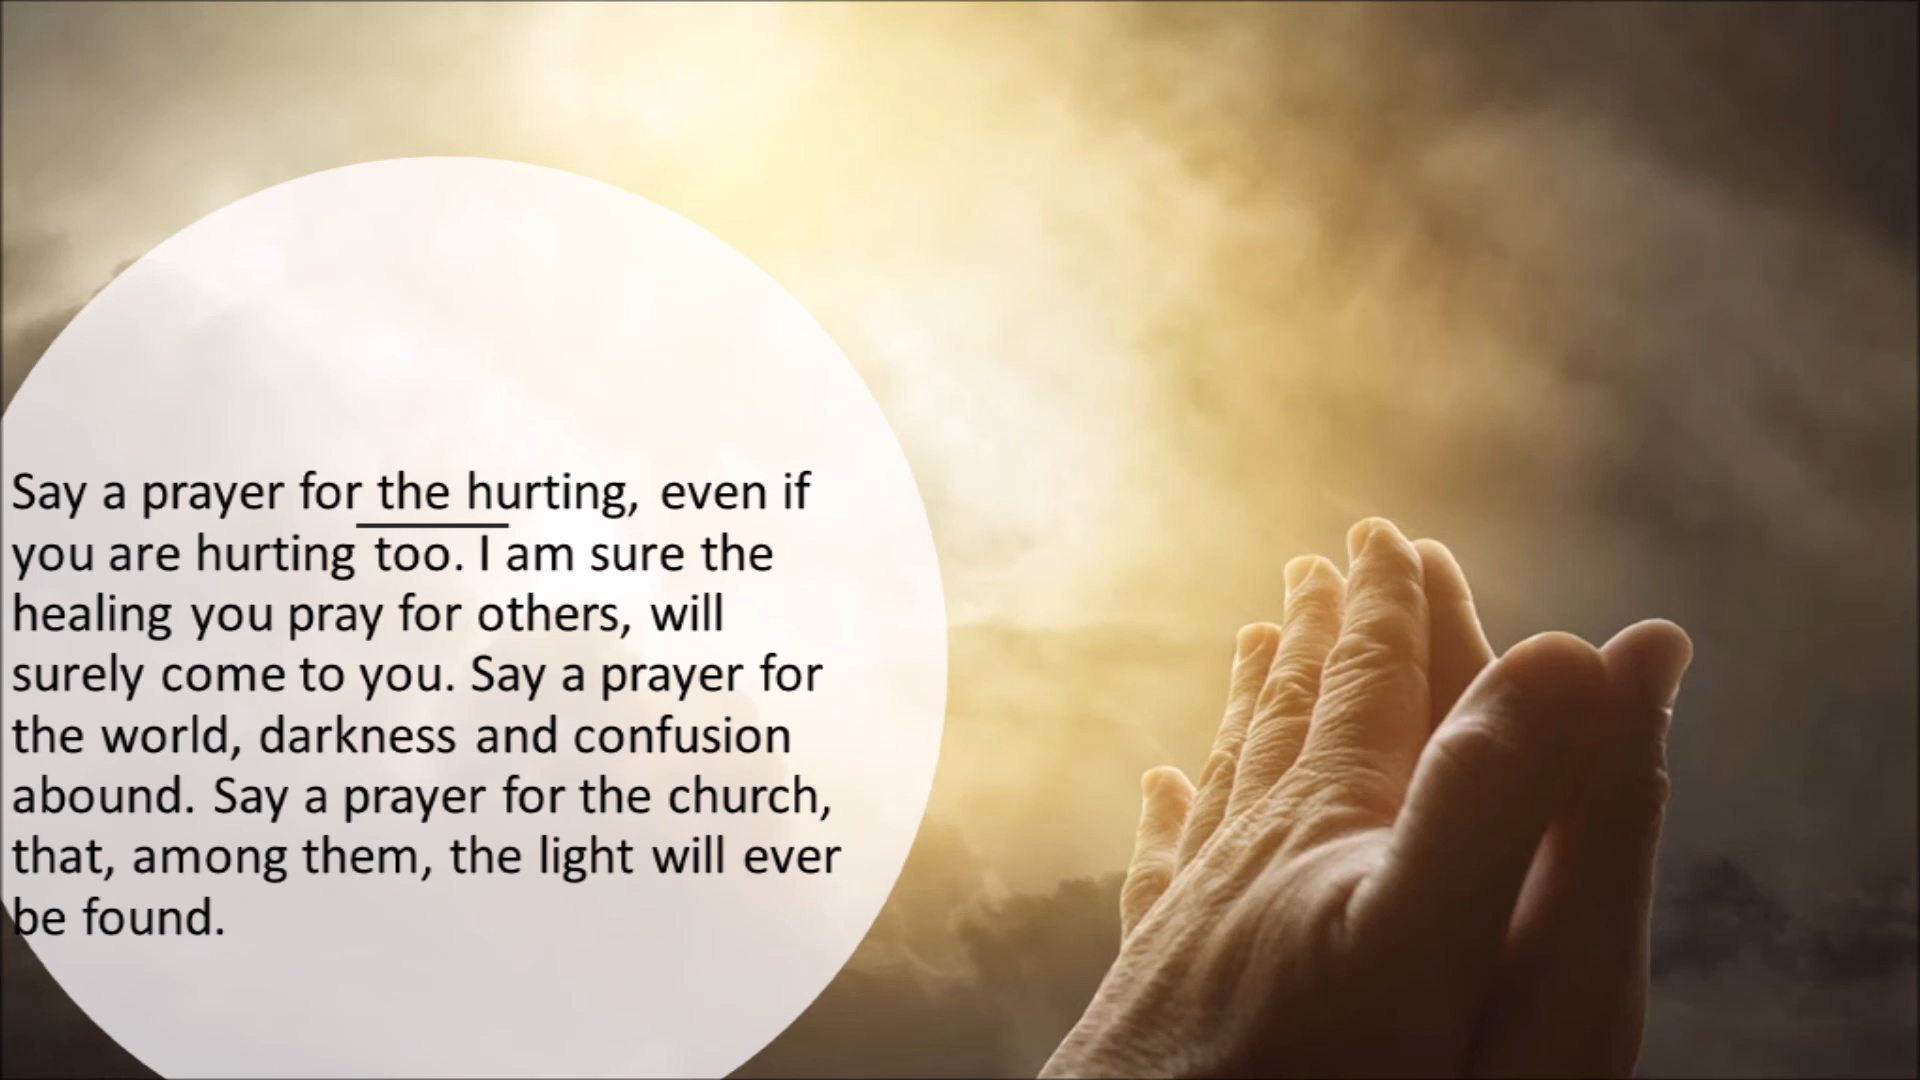 Say a prayer for the hurting, even if
you are hurting too. I am sure the
healing you pray for others, will
surely come to you. Say a prayer for
the world, darkness and confusion
abound. Say a prayer for the church,
that, among them, the light will ever
be found.